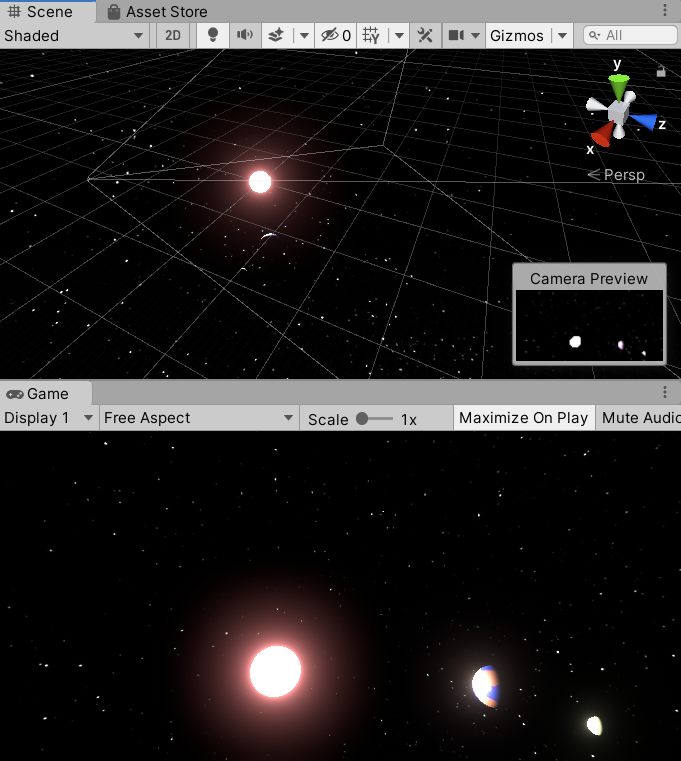 Scene Asset Store
Shaded 2D 0 Gizmos All
y
z
x
Persp
Camera Preview
Game
Display 1 Free Aspect Scale 1x Maximize On Play Mute Audio